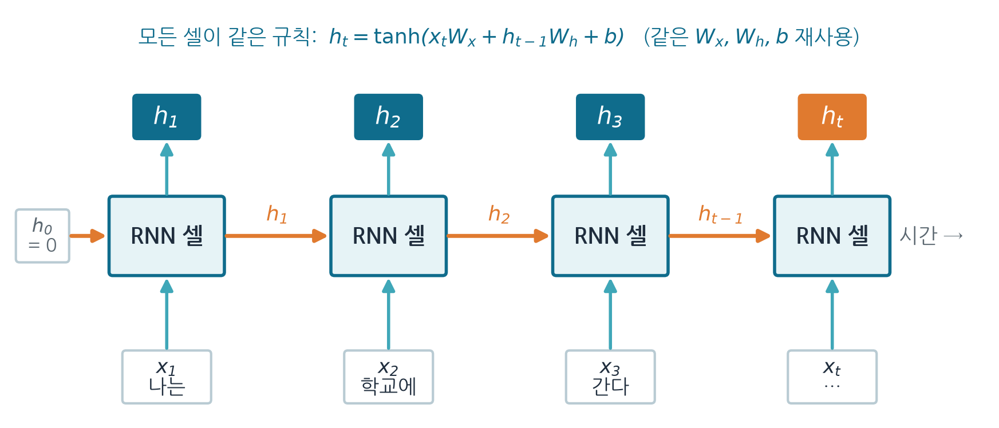 모든 셀이 같은 규칙: hₜ = tanh(xₜWₓ + hₜ₋₁Wₕ + b) (같은 Wₓ, Wₕ, b 재사용)
h₁ h₂ h₃ hₜ
h₀
= 0
RNN 셀 h₁ RNN 셀 h₂ RNN 셀 hₜ₋₁ RNN 셀 시간 →
x₁ x₂ x₃ xₜ
나는 학교에 간다 …